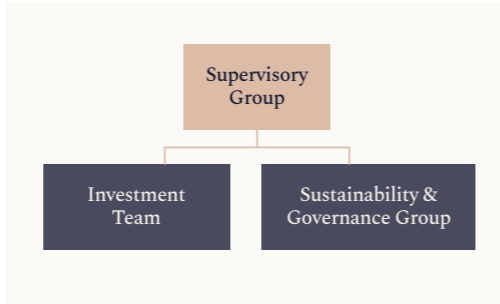 Supervisory
Group
Investment
Team
Sustainability &
Governance Group